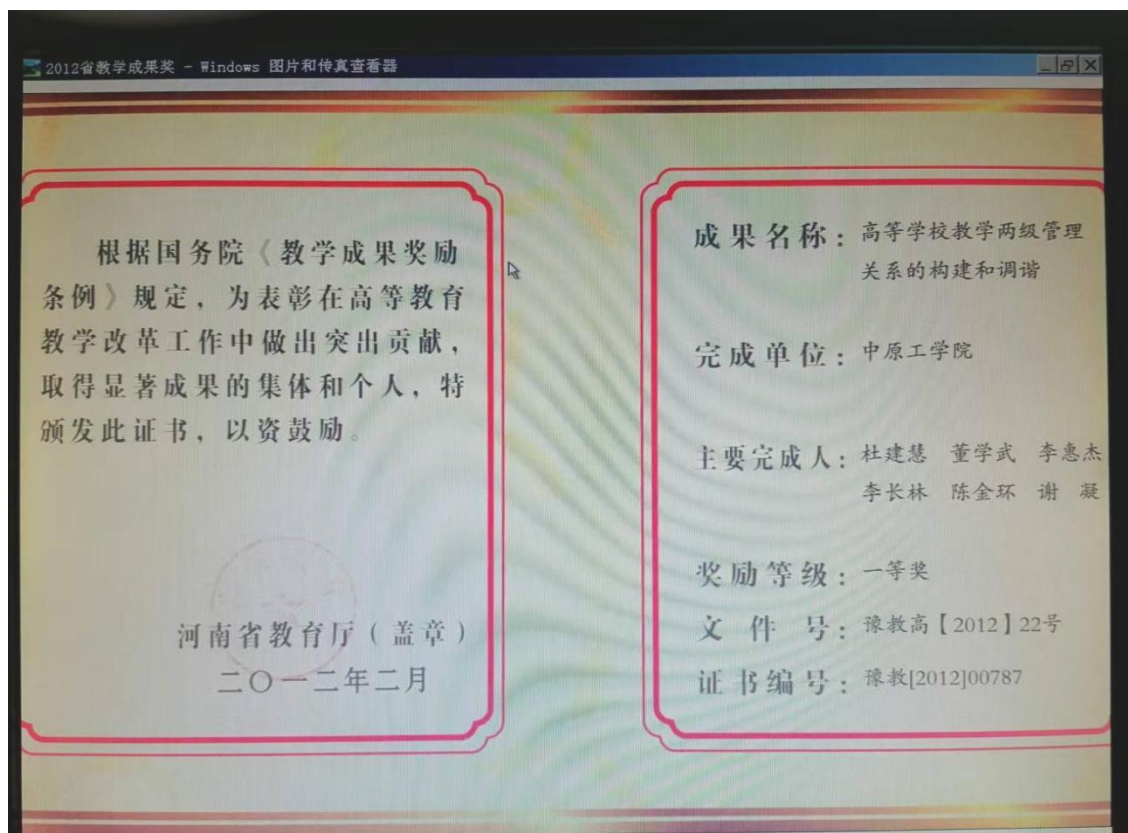 2012省教学成果奖 - Windows 图片和传真查看器
根据国务院《教学成果奖励
条例》规定，为表彰在高等教育
教学改革工作中做出突出贡献，
取得显著成果的集体和个人，特
颁发此证书，以资鼓励。
河南省教育厅（盖章）
二〇一二年二月
成果名称：高等学校教学两级管理
关系的构建和调谐
完成单位：中原工学院
主要完成人：杜建慧 董学武 李惠杰
李长林 陈金环 谢 凝
奖励等级：一等奖
文 件 号：豫教高【2012】22号
证书编号：豫教[2012]00787